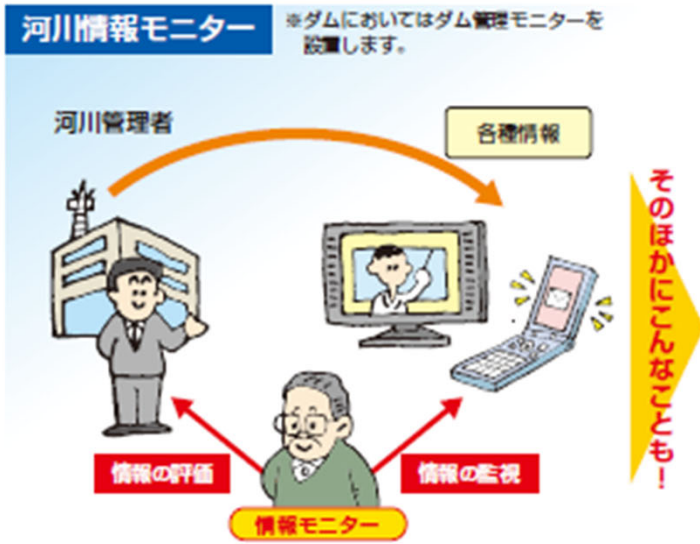 河川情報モニター
※ダムにおいてはダム管理モニターを
設置します。
河川管理者
各種情報
情報の評価
情報の監視
情報モニター
そのほかにこんなことも！